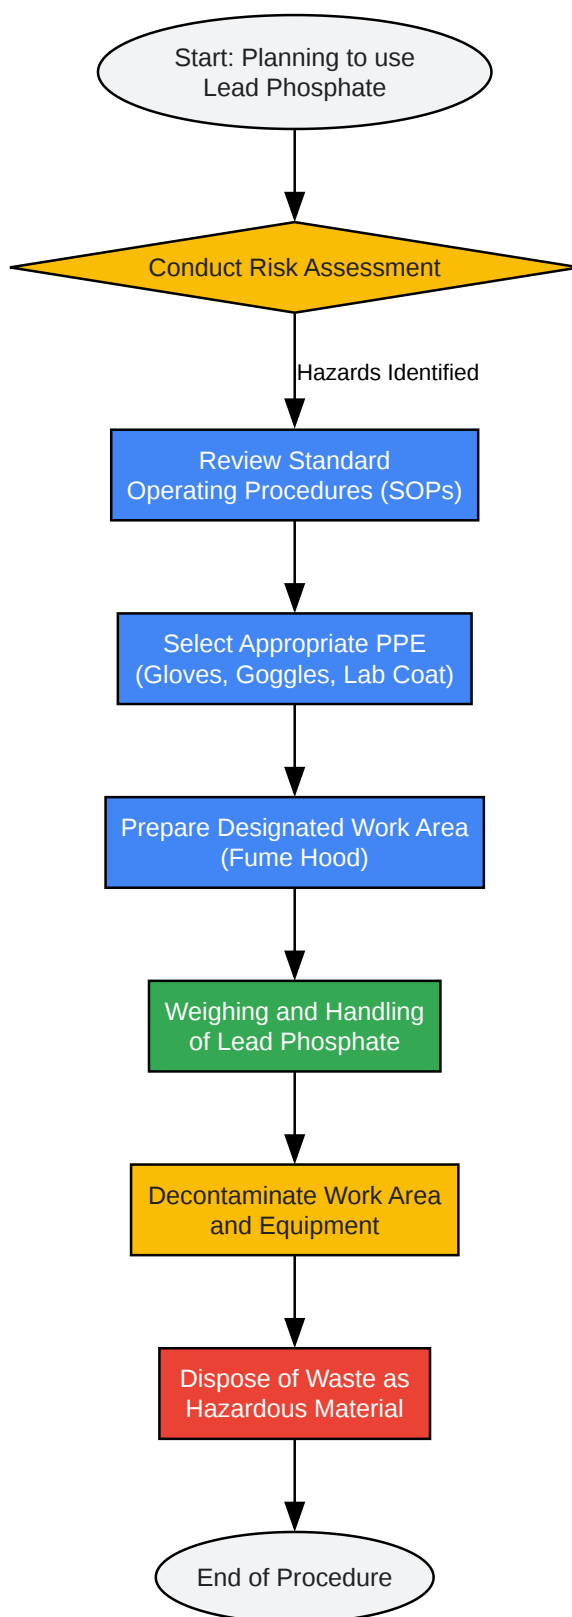 Start: Planning to use
Lead Phosphate
Conduct Risk Assessment
Hazards Identified
Review Standard
Operating Procedures (SOPs)
Select Appropriate PPE
(Gloves, Goggles, Lab Coat)
Prepare Designated Work Area
(Fume Hood)
Weighing and Handling
of Lead Phosphate
Decontaminate Work Area
and Equipment
Dispose of Waste as
Hazardous Material
End of Procedure